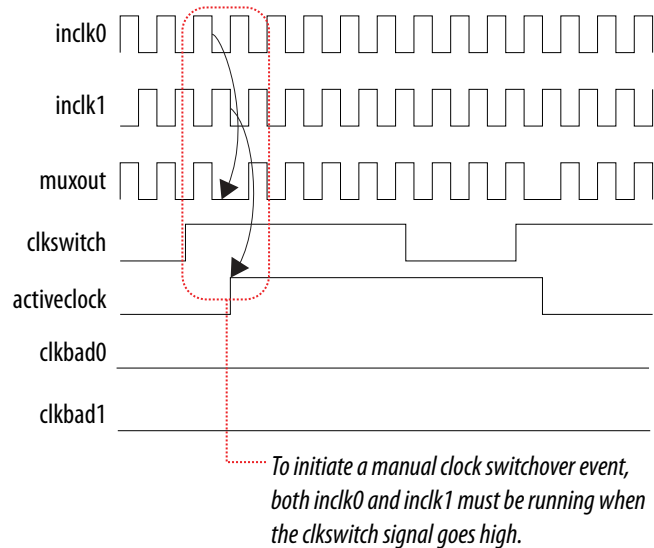 inclk0
inclk1
muxout
clkswitch
activeclock
clkbad0
clkbad1
To initiate a manual clock switchover event,
both inclk0 and inclk1 must be running when
the clkswitch signal goes high.